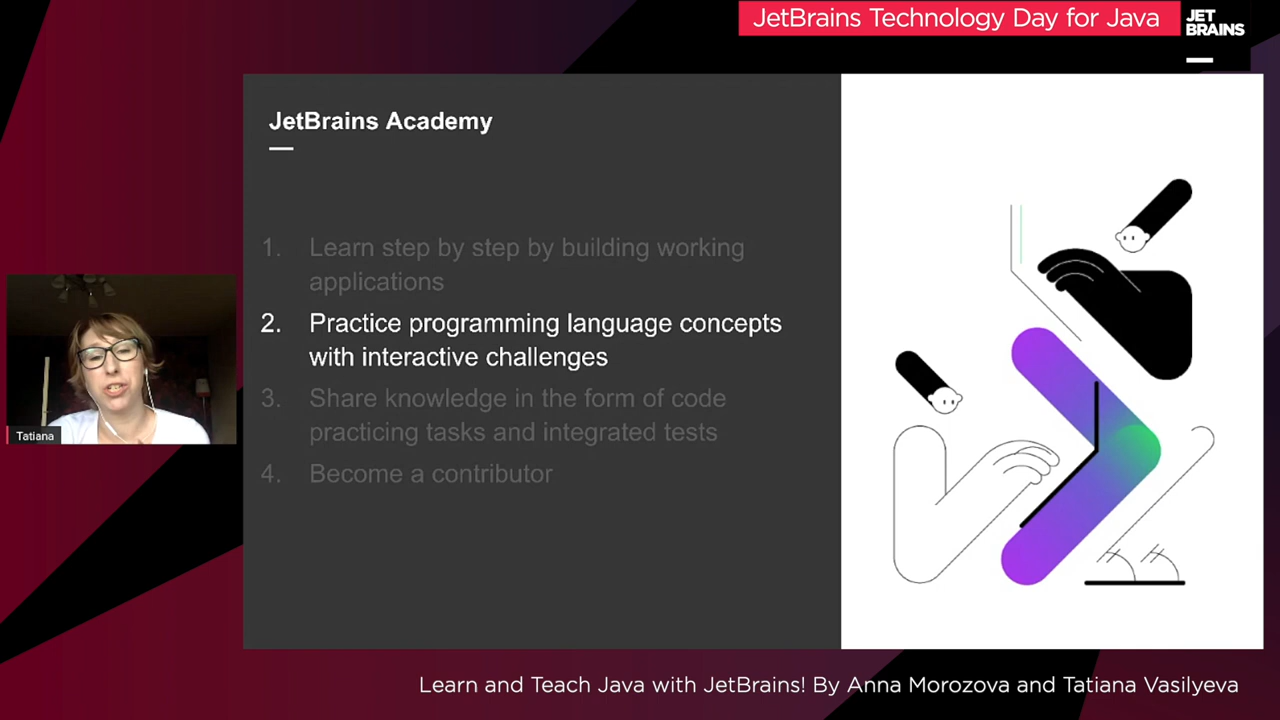 JetBrains Technology Day for Java
JET
BRAINS
JetBrains Academy
1. Learn step by step by building working
applications
2. Practice programming language concepts
with interactive challenges
3. Share knowledge in the form of code
practicing tasks and integrated tests
4. Become a contributor
Tatiana
Learn and Teach Java with JetBrains! By Anna Morozova and Tatiana Vasilyeva